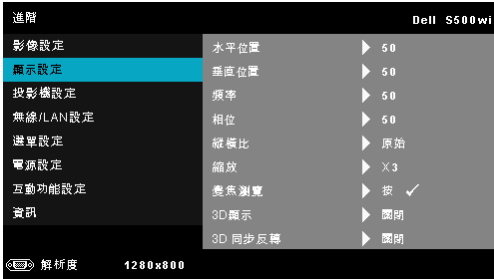 進階 Dell S500wi
影像設定
顯示設定
投影機設定
無線/LAN設定
選單設定
電源設定
互動功能設定
資訊
水平位置 50
垂直位置 50
頻率 50
相位 50
縱橫比 原始
縮放 X3
變焦瀏覽 按
3D顯示 關閉
3D 同步反轉 關閉
解析度 1280x800